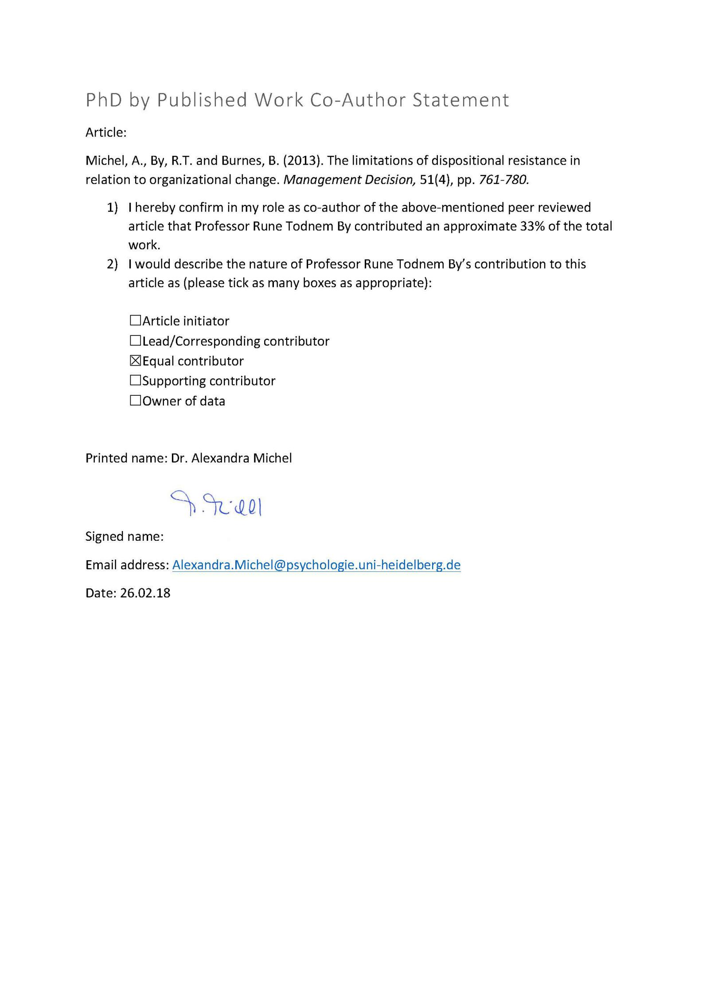 PhD by Published Work Co-Author Statement
Article:
Michel, A., By, R.T. and Burnes, B. (2013). The limitations of dispositional resistance in
relation to organizational change. Management Decision, 51(4), pp. 761-780.
1) I hereby confirm in my role as co-author of the above-mentioned peer reviewed
article that Professor Rune Todnem By contributed an approximate 33% of the total
work.
2) I would describe the nature of Professor Rune Todnem By’s contribution to this
article as (please tick as many boxes as appropriate):
☐Article initiator
☐Lead/Corresponding contributor
☒Equal contributor
☐Supporting contributor
☐Owner of data
Printed name: Dr. Alexandra Michel
Signed name:
Email address: Alexandra.Michel@psychologie.uni-heidelberg.de
Date: 26.02.18